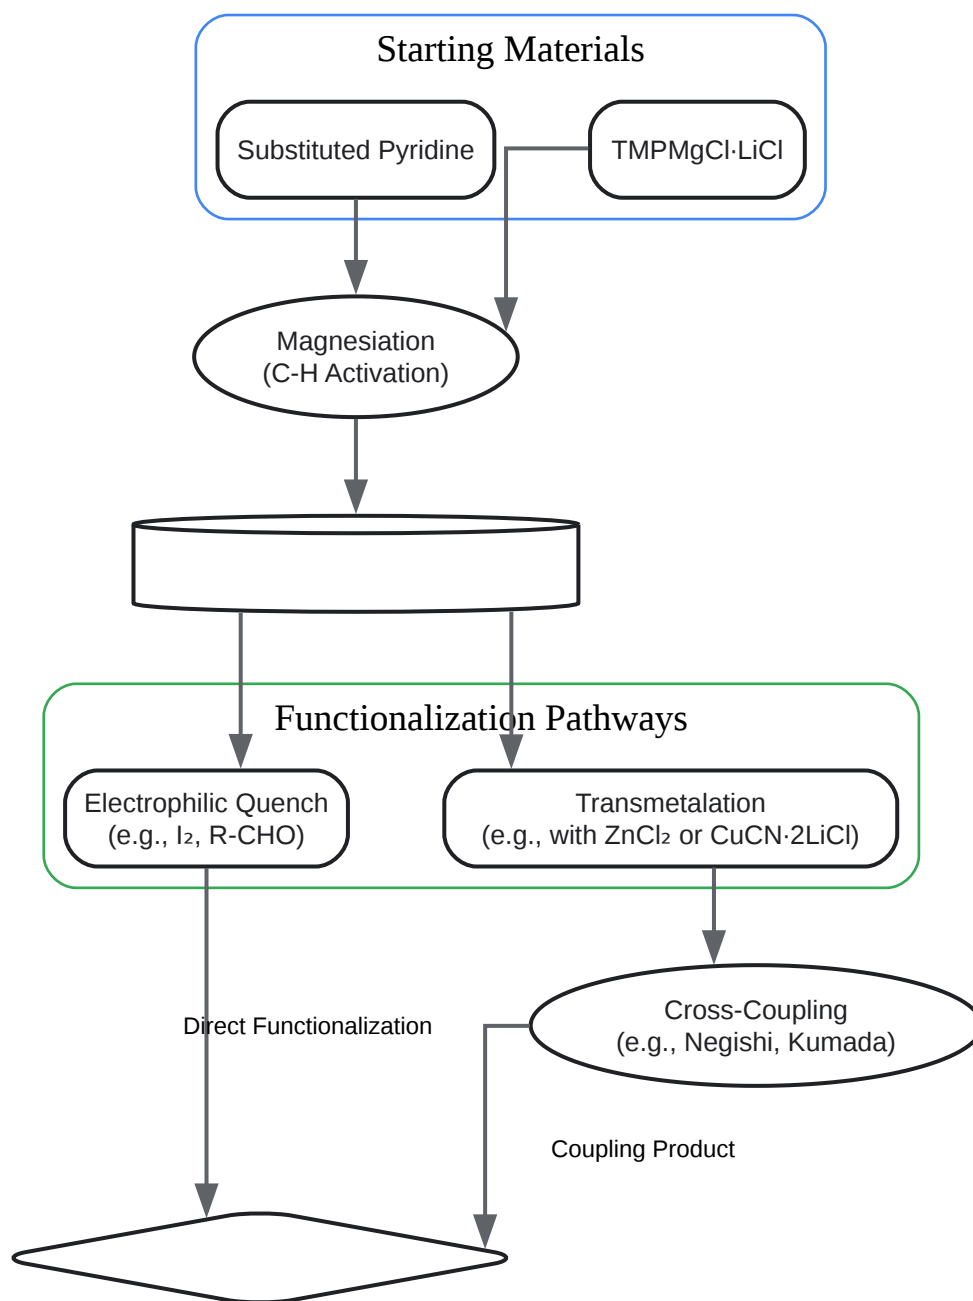 Starting Materials
Substituted Pyridine
TMPMgCl·LiCl
Magnesiation
(C-H Activation)
Functionalization Pathways
Electrophilic Quench
(e.g., I₂, R-CHO)
Transmetalation
(e.g., with ZnCl₂ or CuCN·2LiCl)
Cross-Coupling
(e.g., Negishi, Kumada)
Direct Functionalization
Coupling Product